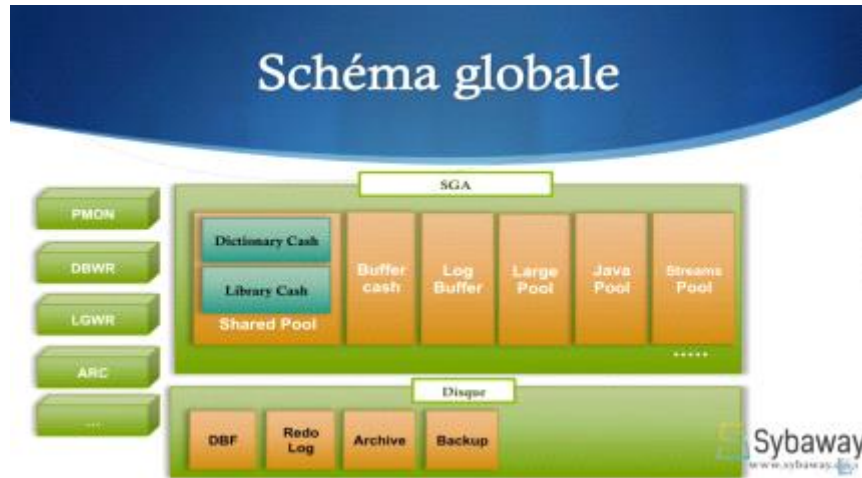 Schéma globale
SGA
PMON
DBWR
LGWR
ARC
...
Dictionary Cash
Library Cash
Shared Pool
Buffer cash
Log Buffer
Large Pool
Java Pool
Streams Pool
.....
Disque
DBF
Redo Log
Archive
Backup
Sybaway